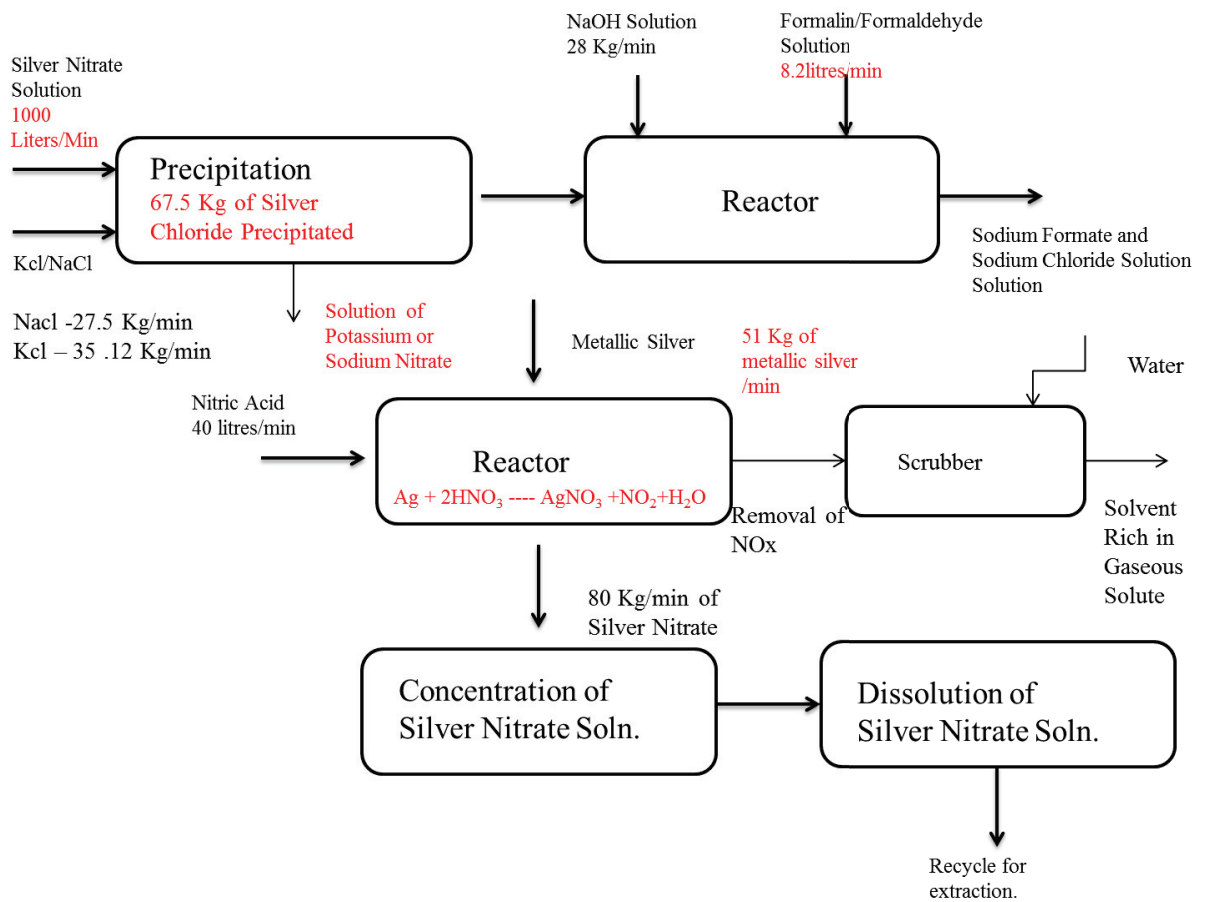 NaOH Solution
28 Kg/min
Formalin/Formaldehyde
Solution
8.2litres/min
Silver Nitrate
Solution
1000
Liters/Min
Precipitation
67.5 Kg of Silver
Chloride Precipitated
Reactor
Kcl/NaCl
Sodium Formate and
Sodium Chloride Solution
Solution
Nacl -27.5 Kg/min
Kcl – 35 .12 Kg/min
Solution of
Potassium or
Sodium Nitrate
Metallic Silver
51 Kg of
metallic silver
/min
Water
Nitric Acid
40 litres/min
Reactor
Ag + 2HNO₃ ---- AgNO₃ +NO₂+H₂O
Scrubber
Removal of
NOx
Solvent
Rich in
Gaseous
Solute
80 Kg/min of
Silver Nitrate
Concentration of
Silver Nitrate Soln.
Dissolution of
Silver Nitrate Soln.
Recycle for
extraction.